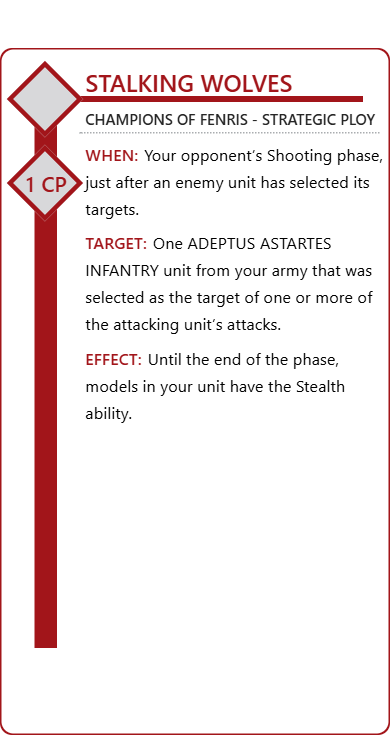 STALKING WOLVES
CHAMPIONS OF FENRIS - STRATEGIC PLOY
1 CP
WHEN: Your opponent's Shooting phase,
just after an enemy unit has selected its
targets.
TARGET: One ADEPTUS ASTARTES
INFANTRY unit from your army that was
selected as the target of one or more of
the attacking unit's attacks.
EFFECT: Until the end of the phase,
models in your unit have the Stealth
ability.